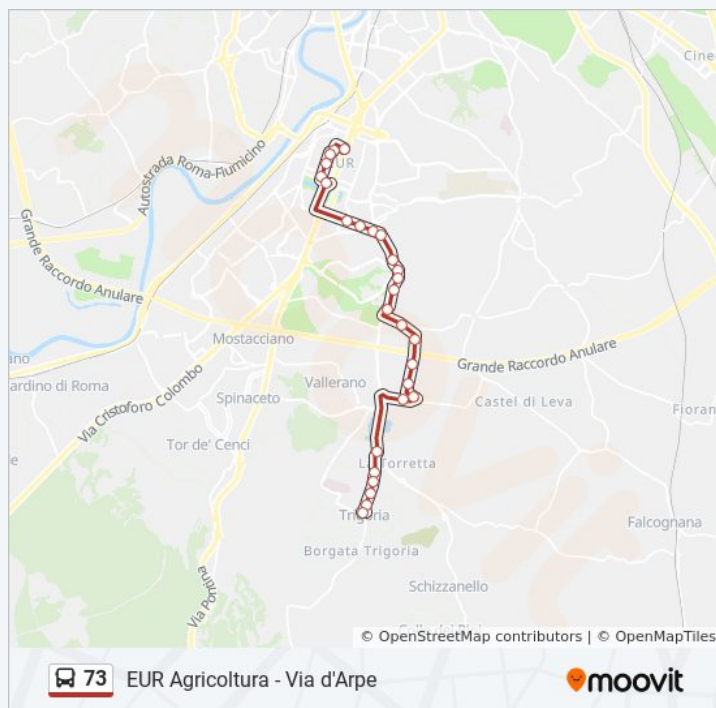 Cine
Autostrada Roma-Fiumicino
EUR
Grande Raccordo Anulare
Mostacciano
Grande Raccordo Anulare
ano
iardino di Roma
Via Cristoforo Colombo
Vallerano
Spinaceto
Castel di Leva
Fioran
Tor de' Cenci
La Torretta
Trigoria
Falcognana
Borgata Trigoria
Via Pontina
Schizzanello
© OpenStreetMap contributors | © OpenMapTiles
73 EUR Agricoltura - Via d'Arpe
moovit